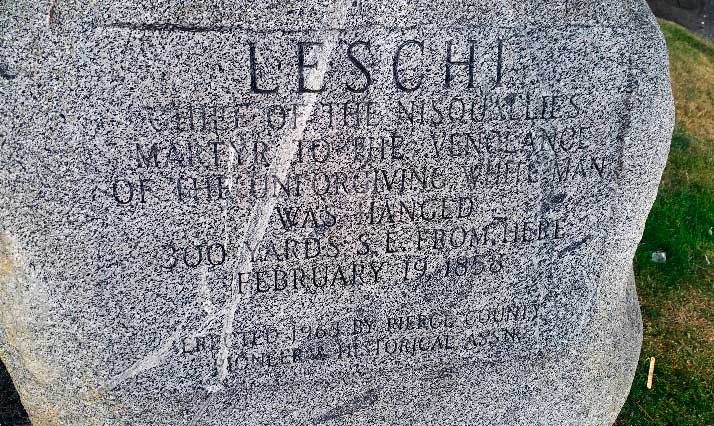 LESCHI
CHIEF OF THE NISQUALLIES
MARTYR TO THE VENGEANCE
OF THE UNFORGIVING WHITE MAN
WAS HANGED
300 YARDS S.E. FROM HERE
FEBRUARY 19, 1858
ERECTED 1963 BY PIERCE COUNTY
PIONEER & HISTORICAL ASSN.